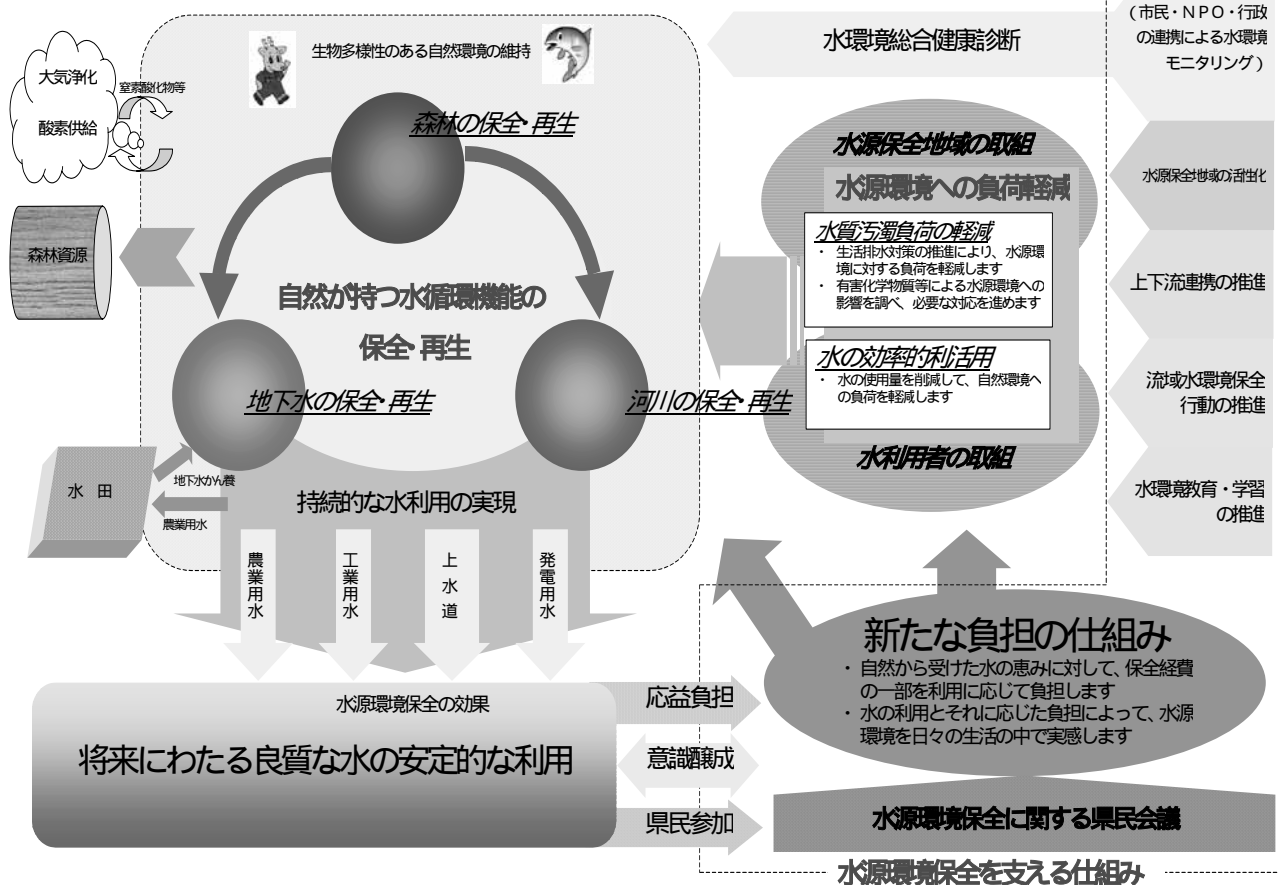 生物多様性のある自然環境の維持
大気浄化
酸素供給
窒素酸化物等
森林の保全・再生
森林資源
自然が持つ水循環機能の
保全・再生
地下水の保全・再生
河川の保全・再生
水　田
地下水かん養
農業用水
持続的な水利用の実現
農業用水
工業用水
上水道
発電用水
水源環境保全の効果
将来にわたる良質な水の安定的な利用
水環境総合健康診断
(市民・ＮＰＯ・行政
の連携による水環境
モニタリング)
水源保全地域の取組
水源環境への負荷軽減
水質汚濁負荷の軽減
・ 生活排水対策の推進により、水源環
境に対する負荷を軽減します
・ 有害化学物質等による水源環境への
影響を調べ、必要な対応を進めます
水の効率的利活用
・ 水の使用量を削減して、自然環境へ
の負荷を軽減します
水利用者の取組
水源保全地域の活性化
上下流連携の推進
流域水環境保全
行動の推進
水環境教育・学習
の推進
新たな負担の仕組み
・ 自然から受けた水の恵みに対して、保全経費
の一部を利用に応じて負担します
・ 水の利用とそれに応じた負担によって、水源
環境を日々の生活の中で実感します
応益負担
意識醸成
県民参加
水源環境保全に関する県民会議
水源環境保全を支える仕組み